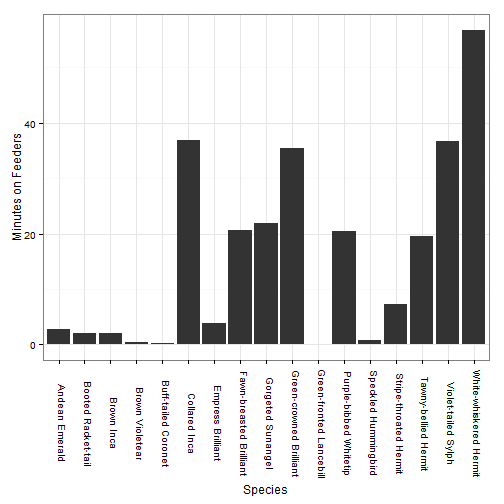 Minutes on Feeders
40
20
0
Andean Emerald
Booted Racket-tail
Brown Inca
Brown Violetear
Buff-tailed Coronet
Collared Inca
Empress Brilliant
Fawn-breasted Brilliant
Gorgeted Sunangel
Green-crowned Brilliant
Green-fronted Lancebill
Purple-bibbed Whitetip
Speckled Hummingbird
Stripe-throated Hermit
Tawny-bellied Hermit
Violet-tailed Sylph
White-whiskered Hermit
Species